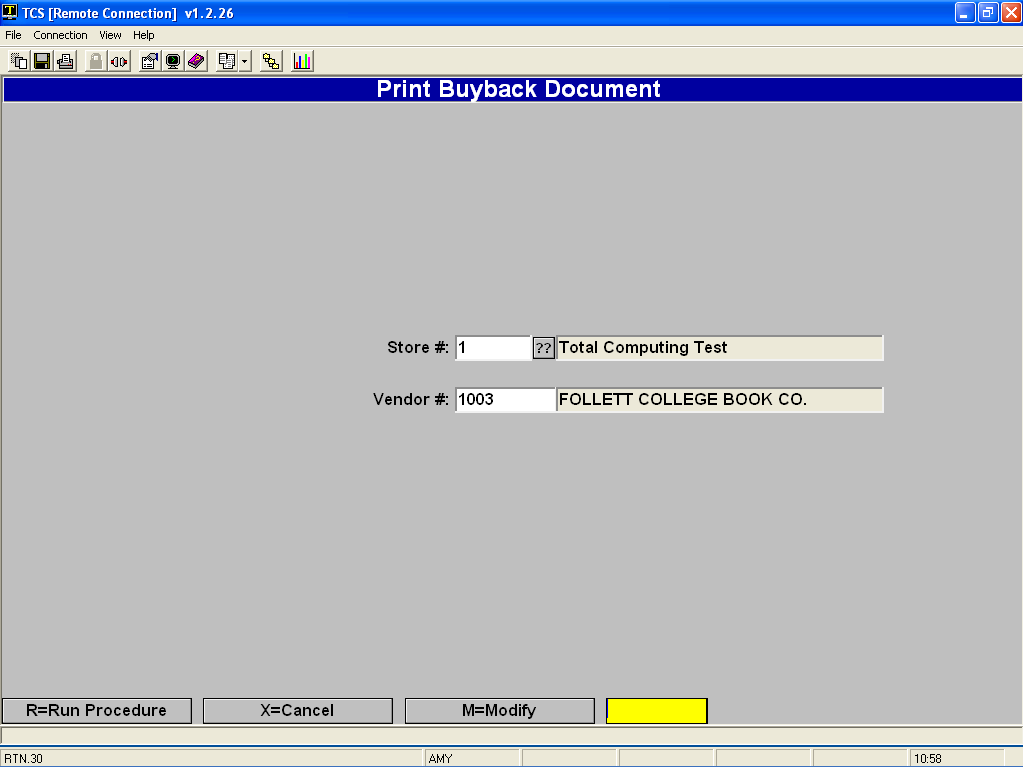 TCS [Remote Connection] v1.2.26
File Connection View Help
Print Buyback Document
Store #: 1 ?? Total Computing Test
Vendor #: 1003 FOLLETT COLLEGE BOOK CO.
R=Run Procedure X=Cancel M=Modify
RTN.30 AMY 10:58